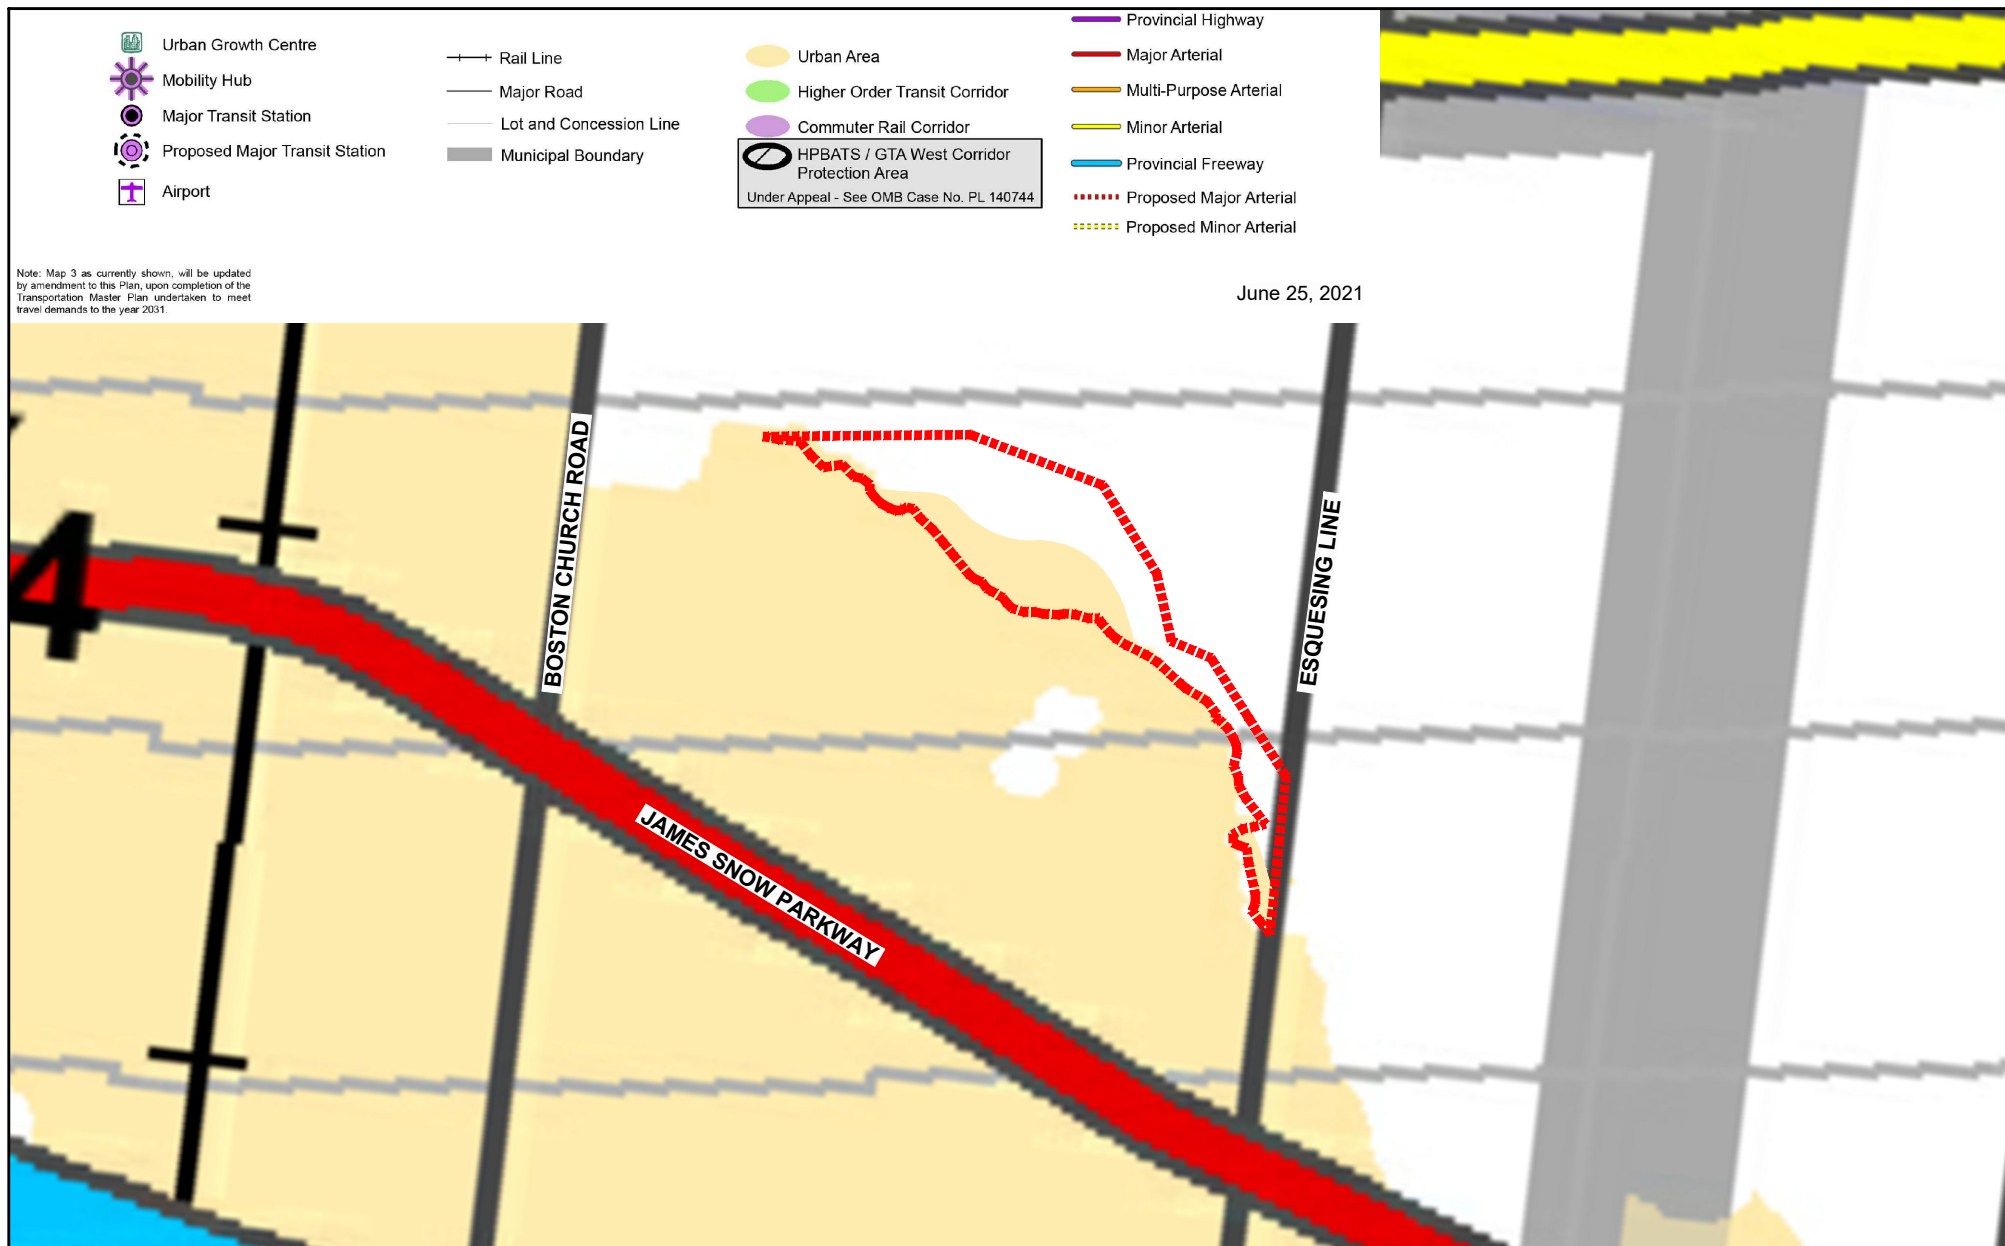 Urban Growth Centre
Mobility Hub
Major Transit Station
Proposed Major Transit Station
Airport
Rail Line
Major Road
Lot and Concession Line
Municipal Boundary
Urban Area
Higher Order Transit Corridor
Commuter Rail Corridor
HPBATS / GTA West Corridor
Protection Area
Under Appeal - See OMB Case No. PL 140744
Provincial Highway
Major Arterial
Multi-Purpose Arterial
Minor Arterial
Provincial Freeway
Proposed Major Arterial
Proposed Minor Arterial
Note: Map 3 as currently shown, will be updated
by amendment to this Plan, upon completion of the
Transportation Master Plan undertaken to meet
travel demands to the year 2031.
June 25, 2021
BOSTON CHURCH ROAD
ESQUESING LINE
4
JAMES SNOW PARKWAY